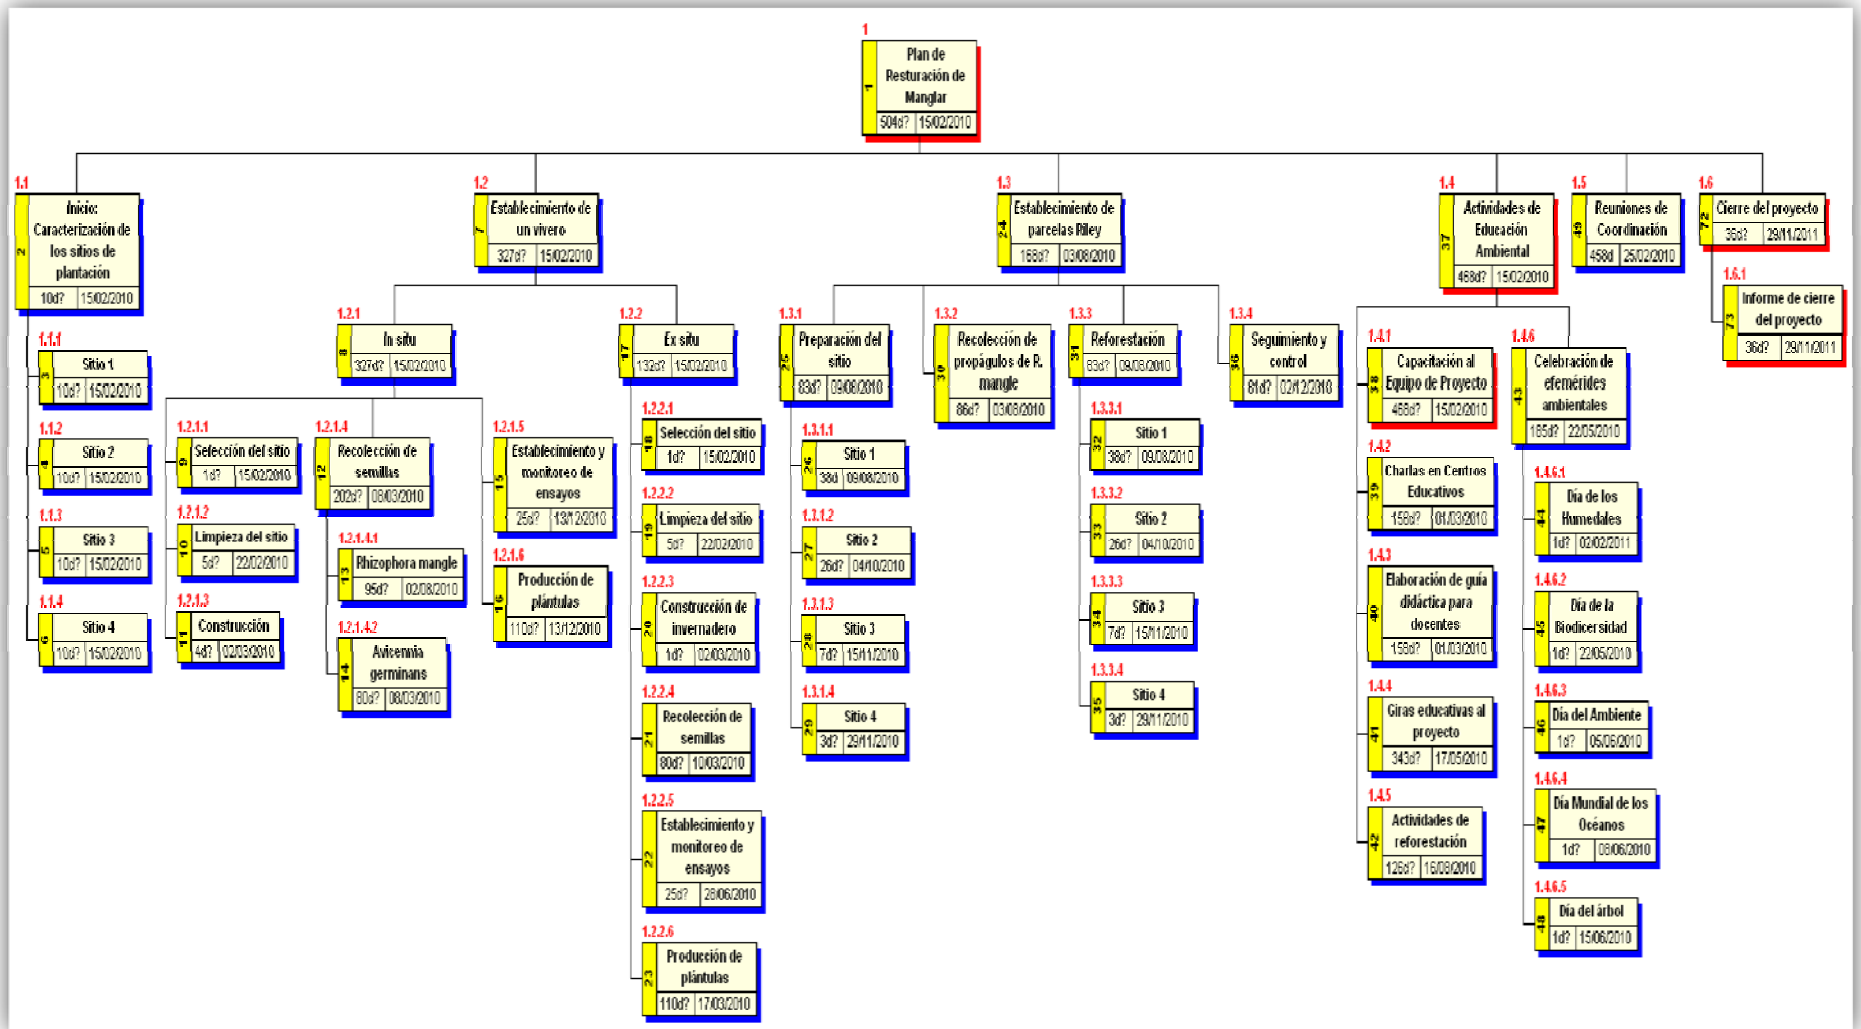 1
Plan de
Resturación de
Manglar
1
504d? 15/02/2010
1.1
Inicio:
Caracterización de
los sitios de
plantación
2
10d? 15/02/2010
1.1.1
Sitio 1
3
10d? 15/02/2010
1.1.2
Sitio 2
4
10d? 15/02/2010
1.1.3
Sitio 3
5
10d? 15/02/2010
1.1.4
Sitio 4
6
10d? 15/02/2010
1.2
Establecimiento de
un vivero
7
327d? 15/02/2010
1.2.1
In situ
8
327d? 15/02/2010
1.2.1.1
Selección del sitio
9
1d? 15/02/2010
1.2.1.2
Limpieza del sitio
10
5d? 22/02/2010
1.2.1.3
Construcción
11
4d? 02/03/2010
1.2.1.4
Recolección de
semillas
12
202d? 08/03/2010
1.2.1.4.1
Rhizophora mangle
13
95d? 02/08/2010
1.2.1.4.2
Avicennia
germinans
14
80d? 08/03/2010
1.2.1.5
Establecimiento y
monitoreo de
ensayos
15
25d? 13/12/2010
1.2.1.6
Producción de
plántulas
16
110d? 13/12/2010
1.2.2
Ex situ
17
132d? 15/02/2010
1.2.2.1
Selección del sitio
18
1d? 15/02/2010
1.2.2.2
Limpieza del sitio
19
5d? 22/02/2010
1.2.2.3
Construcción de
invernadero
20
1d? 02/03/2010
1.2.2.4
Recolección de
semillas
21
80d? 10/03/2010
1.2.2.5
Establecimiento y
monitoreo de
ensayos
22
25d? 28/06/2010
1.2.2.6
Producción de
plántulas
23
110d? 17/03/2010
1.3
Establecimiento de
parcelas Riley
24
168d? 03/08/2010
1.3.1
Preparación del
sitio
25
83d? 09/08/2010
1.3.1.1
Sitio 1
26
38d 09/08/2010
1.3.1.2
Sitio 2
27
26d? 04/10/2010
1.3.1.3
Sitio 3
28
7d? 15/11/2010
1.3.1.4
Sitio 4
29
3d? 29/11/2010
1.3.2
Recolección de
propágulos de R.
mangle
30
86d? 03/08/2010
1.3.3
Reforestación
31
83d? 09/08/2010
1.3.3.1
Sitio 1
32
38d? 09/08/2010
1.3.3.2
Sitio 2
33
26d? 04/10/2010
1.3.3.3
Sitio 3
34
7d? 15/11/2010
1.3.3.4
Sitio 4
35
3d? 29/11/2010
1.3.4
Seguimiento y
control
36
81d? 02/12/2010
1.4
Actividades de
Educación
Ambiental
37
468d? 15/02/2010
1.4.1
Capacitación al
Equipo de Proyecto
38
468d? 15/02/2010
1.4.2
Charlas en Centros
Educativos
39
158d? 01/03/2010
1.4.3
Elaboración de guia
didáctica para
docentes
40
158d? 01/03/2010
1.4.4
Giras educativas al
proyecto
41
343d? 17/05/2010
1.4.5
Actividades de
reforestación
42
126d? 16/08/2010
1.4.6
Celebración de
efemérides
ambientales
43
185d? 22/05/2010
1.4.6.1
Día de los
Humedales
44
1d? 02/02/2011
1.4.6.2
Día de la
Biodicersidad
45
1d? 22/05/2010
1.4.6.3
Día del Ambiente
46
1d? 05/06/2010
1.4.6.4
Día Mundial de los
Océanos
47
1d? 08/06/2010
1.4.6.5
Día del árbol
48
1d? 15/06/2010
1.5
Reuniones de
Coordinación
49
458d 25/02/2010
1.6
Cierre del proyecto
72
36d? 29/11/2011
1.6.1
Informe de cierre
del proyecto
73
36d? 29/11/2011